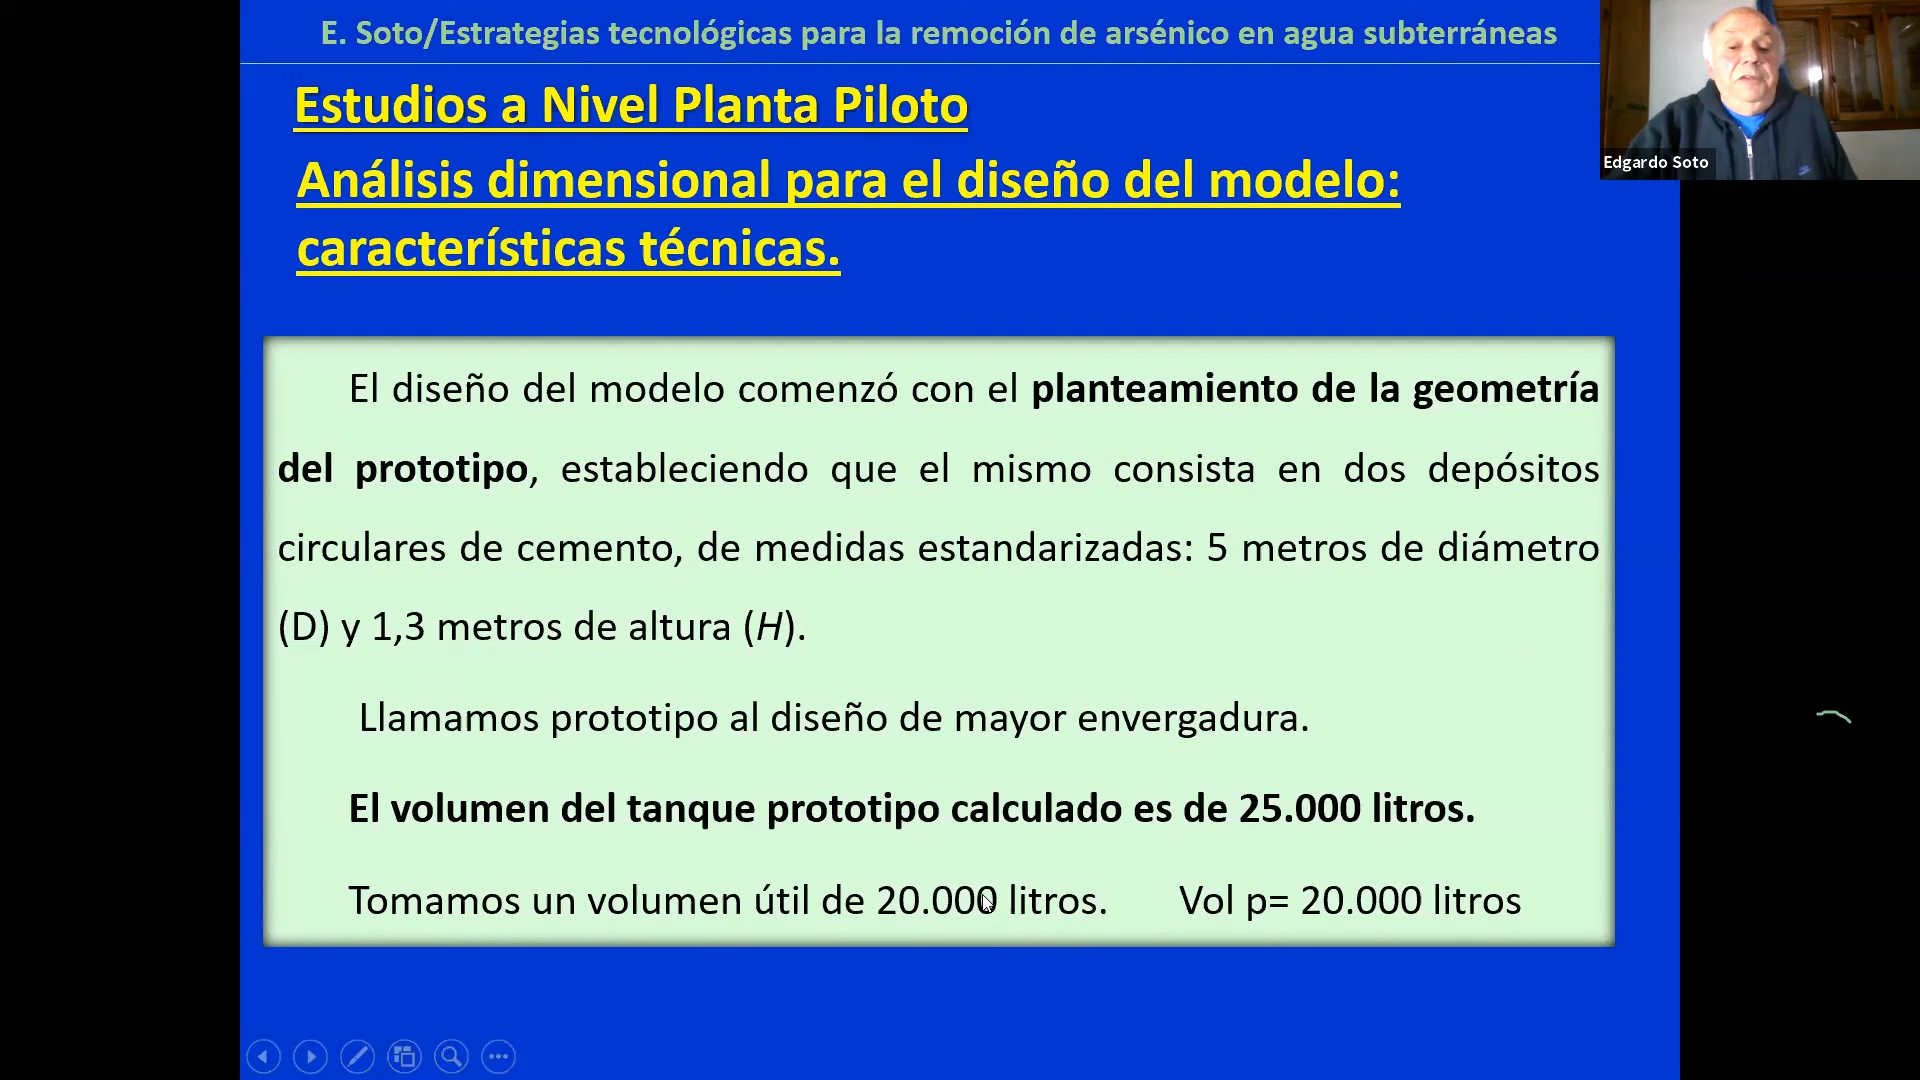 E. Soto/Estrategias tecnológicas para la remoción de arsénico en agua subterráneas
Edgardo Soto
Estudios a Nivel Planta Piloto
Análisis dimensional para el diseño del modelo:
características técnicas.
El diseño del modelo comenzó con el planteamiento de la geometría
del prototipo, estableciendo que el mismo consista en dos depósitos
circulares de cemento, de medidas estandarizadas: 5 metros de diámetro
(D) y 1,3 metros de altura (H).
Llamamos prototipo al diseño de mayor envergadura.
El volumen del tanque prototipo calculado es de 25.000 litros.
Tomamos un volumen útil de 20.000 litros. Vol p= 20.000 litros